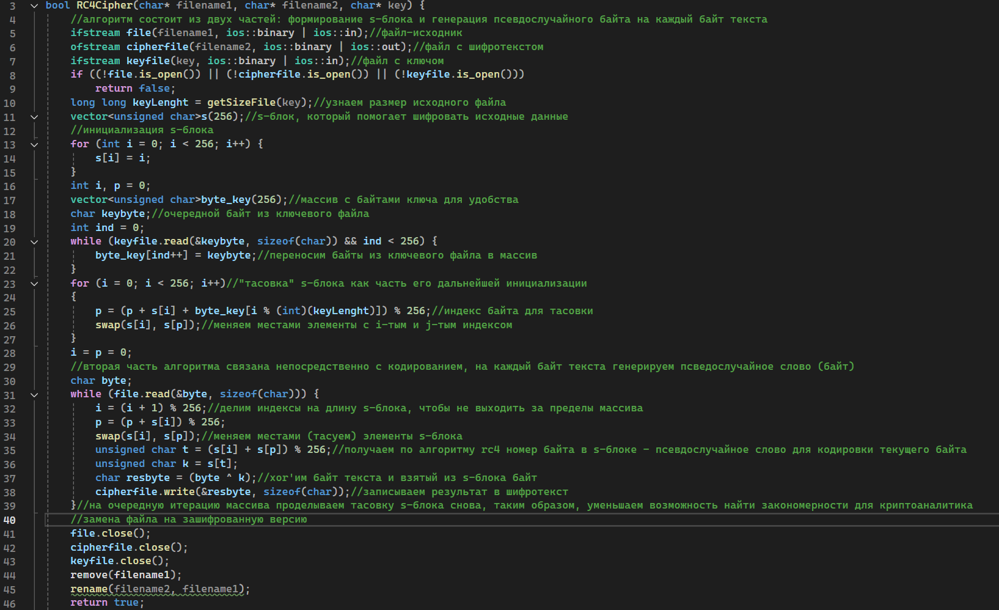 3 bool RC4Cipher(char* filename1, char* filename2, char* key) {
4 //алгоритм состоит из двух частей: формирование s-блока и генерация псевдослучайного байта на каждый байт текста
5 ifstream file(filename1, ios::binary | ios::in);//файл-исходник
6 ofstream cipherfile(filename2, ios::binary | ios::out);//файл с шифротекстом
7 ifstream keyfile(key, ios::binary | ios::in);//файл с ключом
8 if ((!file.is_open()) || (!cipherfile.is_open()) || (!keyfile.is_open()))
9 return false;
10 long long keyLenght = getSizeFile(key);//узнаем размер исходного файла
11 vector<unsigned char>s(256);//s-блок, который помогает шифровать исходные данные
12 //инициализация s-блока
13 for (int i = 0; i < 256; i++) {
14 s[i] = i;
15 }
16 int i, p = 0;
17 vector<unsigned char>byte_key(256);//массив с байтами ключа для удобства
18 char keybyte;//очередной байт из ключевого файла
19 int ind = 0;
20 while (keyfile.read(&keybyte, sizeof(char)) && ind < 256) {
21 byte_key[ind++] = keybyte;//переносим байты из ключевого файла в массив
22 }
23 for (i = 0; i < 256; i++)//"тасовка" s-блока как часть его дальнейшей инициализации
24 {
25 p = (p + s[i] + byte_key[i % (int)(keyLenght)]) % 256;//индекс байта для тасовки
26 swap(s[i], s[p]);//меняем местами элементы с i-тым и j-тым индексом
27 }
28 i = p = 0;
29 //вторая часть алгоритма связана непосредственно с кодированием, на каждый байт текста генерируем псведослучайное слово (байт)
30 char byte;
31 while (file.read(&byte, sizeof(char))) {
32 i = (i + 1) % 256;//делим индексы на длину s-блока, чтобы не выходить за пределы массива
33 p = (p + s[i]) % 256;
34 swap(s[i], s[p]);//меняем местами (тасуем) элементы s-блока
35 unsigned char t = (s[i] + s[p]) % 256;//получаем по алгоритму rc4 номер байта в s-блоке - псевдослучайное слово для кодировки текущего байта
36 unsigned char k = s[t];
37 char resbyte = (byte ^ k);//xor'им байт текста и взятый из s-блока байт
38 cipherfile.write(&resbyte, sizeof(char));//записываем результат в шифротекст
39 }//на очередную итерацию массива проделываем тасовку s-блока снова, таким образом, уменьшаем возможность найти закономерности для криптоаналитика
40 //замена файла на зашифрованную версию
41 file.close();
42 cipherfile.close();
43 keyfile.close();
44 remove(filename1);
45 rename(filename2, filename1);
46 return true;